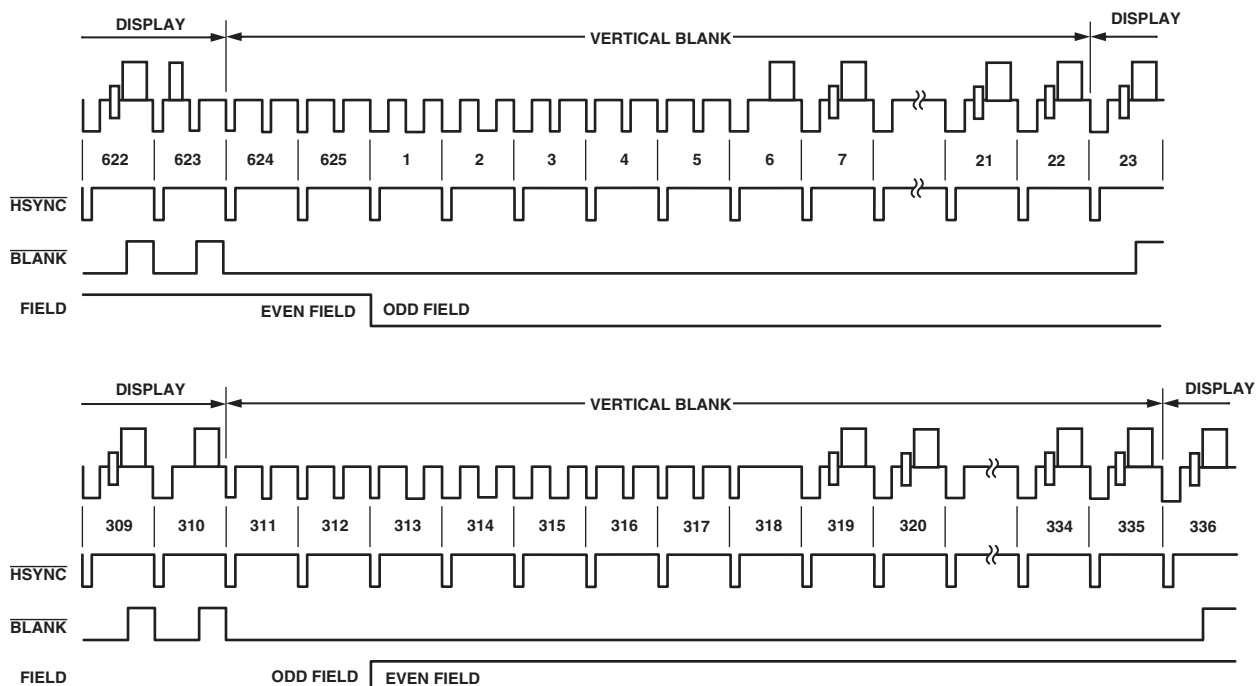 DISPLAY VERTICAL BLANK DISPLAY
622 623 624 625 1 2 3 4 5 6 7 21 22 23
HSYNC
BLANK
FIELD EVEN FIELD ODD FIELD
DISPLAY VERTICAL BLANK DISPLAY
309 310 311 312 313 314 315 316 317 318 319 320 334 335 336
HSYNC
BLANK
FIELD ODD FIELD EVEN FIELD